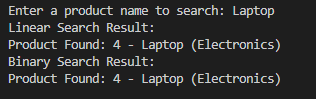 Enter a product name to search: Laptop
Linear Search Result:
Product Found: 4 - Laptop (Electronics)
Binary Search Result:
Product Found: 4 - Laptop (Electronics)